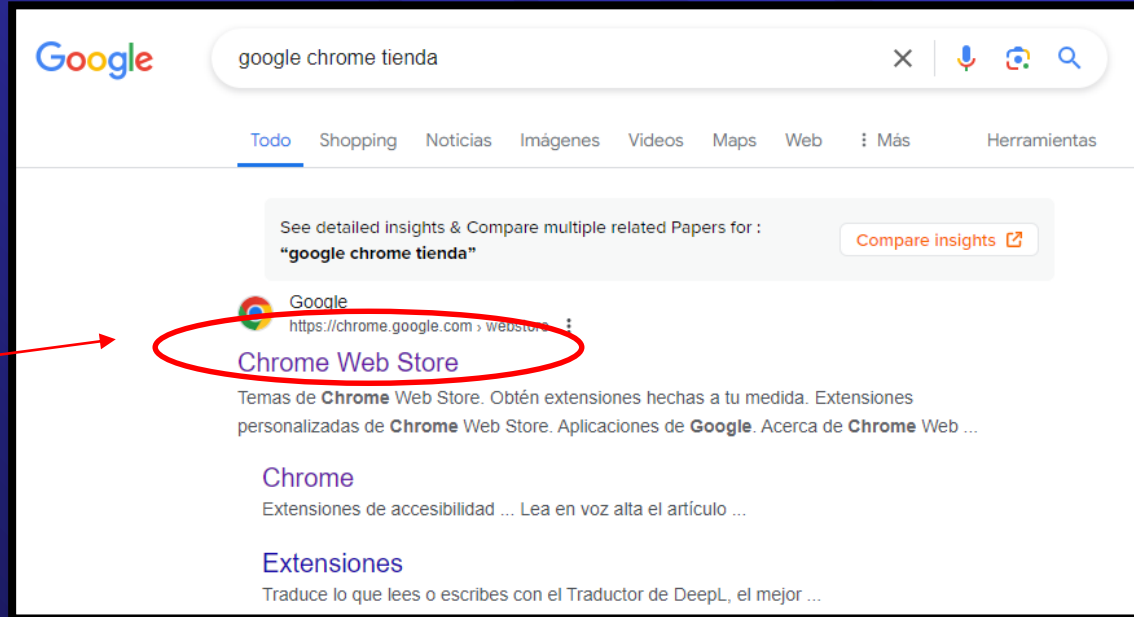 Google
google chrome tienda
Todo Shopping Noticias Imágenes Videos Maps Web Más Herramientas
See detailed insights & Compare multiple related Papers for :
“google chrome tienda”
Compare insights
Google
https://chrome.google.com › webstore
Chrome Web Store
Temas de Chrome Web Store. Obtén extensiones hechas a tu medida. Extensiones
personalizadas de Chrome Web Store. Aplicaciones de Google. Acerca de Chrome Web ...
Chrome
Extensiones de accesibilidad ... Lea en voz alta el artículo ...
Extensiones
Traduce lo que lees o escribes con el Traductor de DeepL, el mejor ...